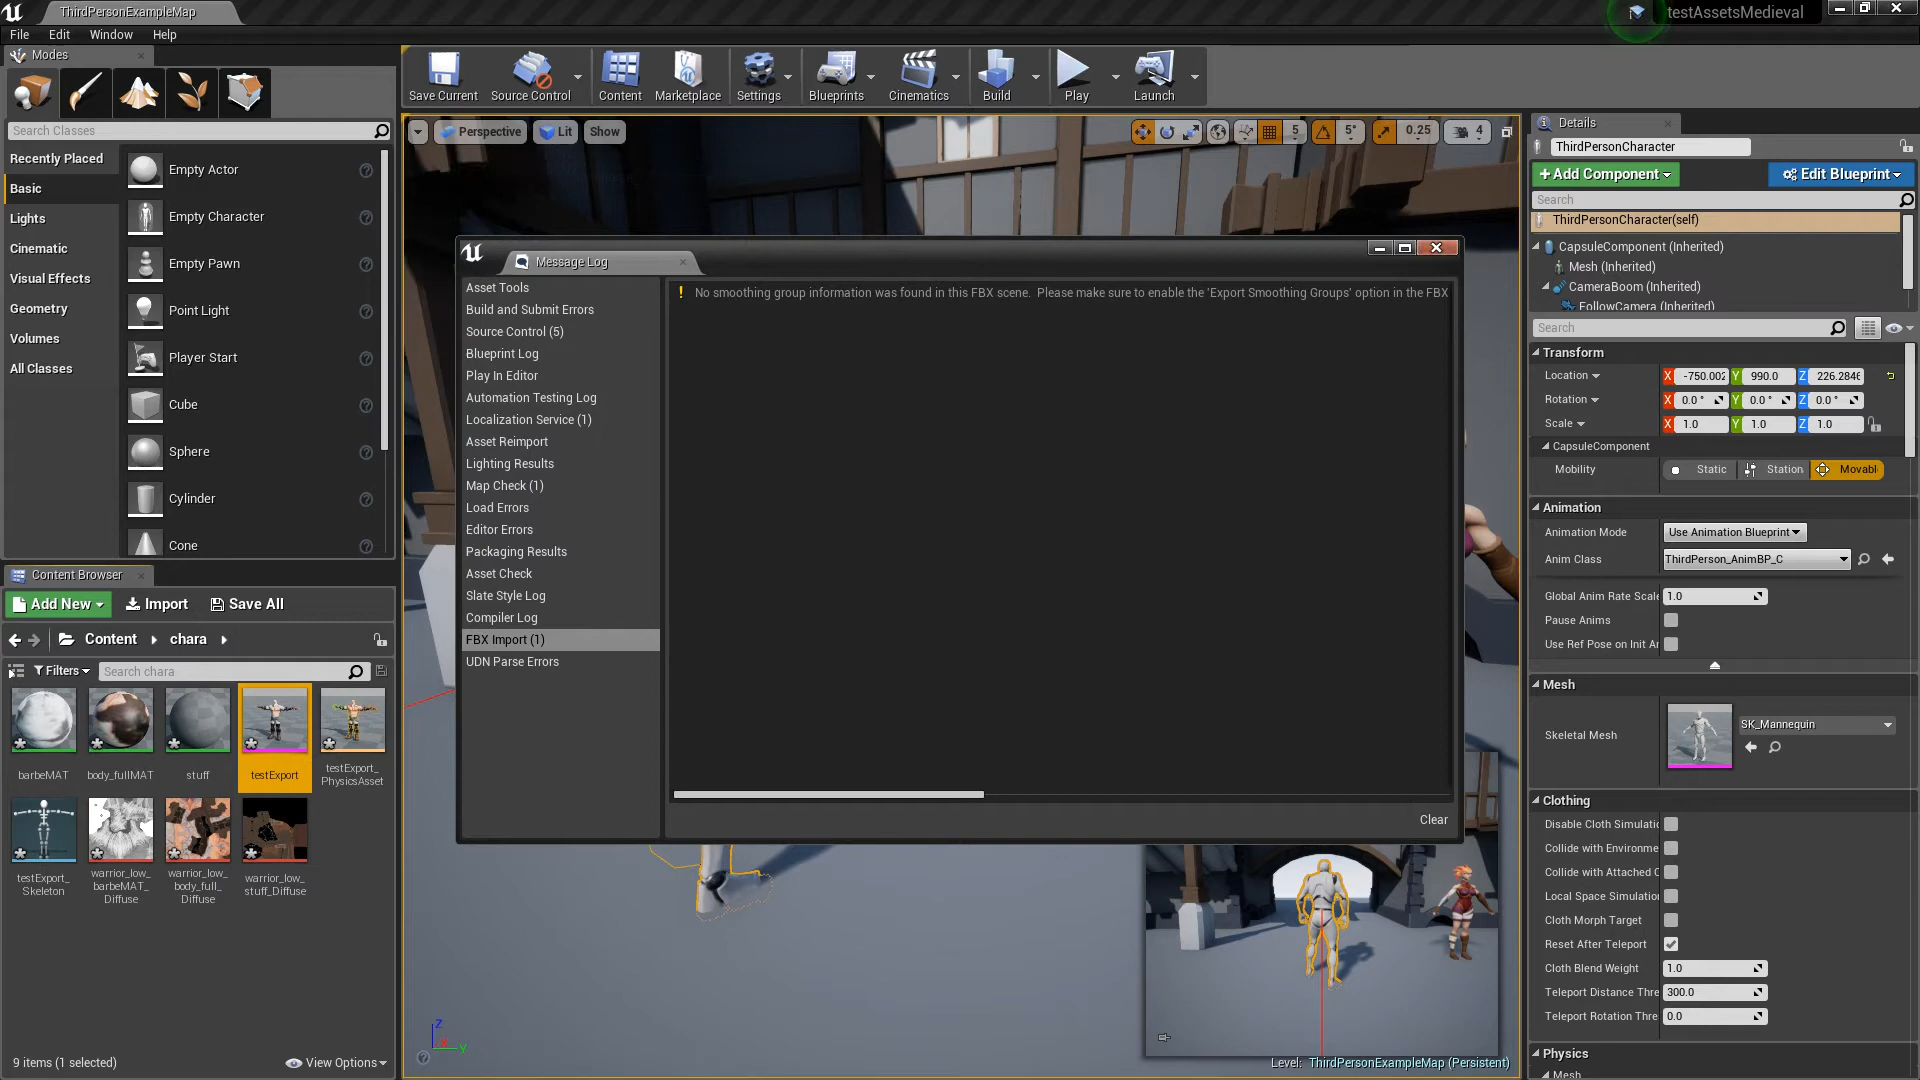 ThirdPersonExampleMap
testAssetsMedieval
File Edit Window Help
Modes
Search Classes
Recently Placed
Basic
Lights
Cinematic
Visual Effects
Geometry
Volumes
All Classes
Empty Actor
Empty Character
Empty Pawn
Point Light
Player Start
Cube
Sphere
Cylinder
Cone
Save Current Source Control Content Marketplace Settings Blueprints Cinematics Build Play Launch
Perspective Lit Show
5 5° 0.25 4
Message Log
Asset Tools
Build and Submit Errors
Source Control (5)
Blueprint Log
Play In Editor
Automation Testing Log
Localization Service (1)
Asset Reimport
Lighting Results
Map Check (1)
Load Errors
Editor Errors
Packaging Results
Asset Check
Slate Style Log
Compiler Log
FBX Import (1)
UDN Parse Errors
No smoothing group information was found in this FBX scene. Please make sure to enable the 'Export Smoothing Groups' option in the FBX
Clear
Content Browser
Add New Import Save All
Content chara
Filters Search chara
barbeMAT
body_fullMAT
stuff
testExport
testExport_
PhysicsAsset
testExport_
Skeleton
warrior_low_
barbeMAT_
Diffuse
warrior_low_
body_full_
Diffuse
warrior_low_
stuff_Diffuse
9 items (1 selected)
View Options
Z
X
Y
Level: ThirdPersonExampleMap (Persistent)
Details
ThirdPersonCharacter
+ Add Component Edit Blueprint
Search
ThirdPersonCharacter(self)
CapsuleComponent (Inherited)
Mesh (Inherited)
CameraBoom (Inherited)
FollowCamera (Inherited)
Search
Transform
Location X -750.002 Y 990.0 Z 226.2846
Rotation X 0.0 ° Y 0.0 ° Z 0.0 °
Scale X 1.0 Y 1.0 Z 1.0
CapsuleComponent
Mobility Static Station Movabl
Animation
Animation Mode Use Animation Blueprint
Anim Class ThirdPerson_AnimBP_C
Global Anim Rate Scale 1.0
Pause Anims
Use Ref Pose on Init Ar
Mesh
Skeletal Mesh SK_Mannequin
Clothing
Disable Cloth Simulatic
Collide with Environme
Collide with Attached C
Local Space Simulation
Cloth Morph Target
Reset After Teleport
Cloth Blend Weight 1.0
Teleport Distance Thre 300.0
Teleport Rotation Thre 0.0
Physics
Mesh